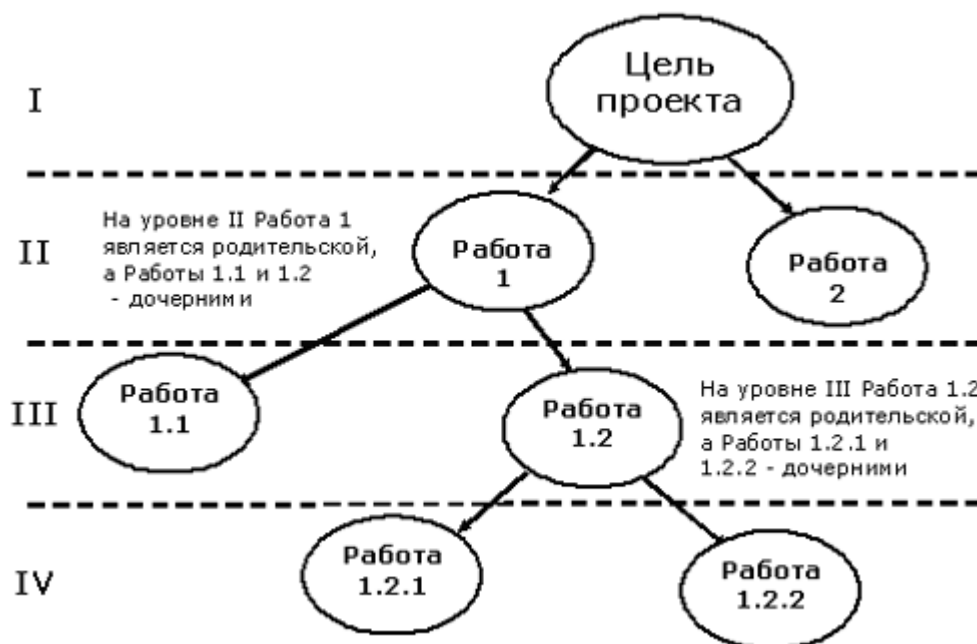 I
Цель
проекта
II
На уровне II Работа 1
является родительской,
а Работы 1.1 и 1.2
- дочерними
Работа
1
Работа
2
III
Работа
1.1
Работа
1.2
На уровне III Работа 1.2
является родительской,
а Работы 1.2.1 и
1.2.2 - дочерними
IV
Работа
1.2.1
Работа
1.2.2